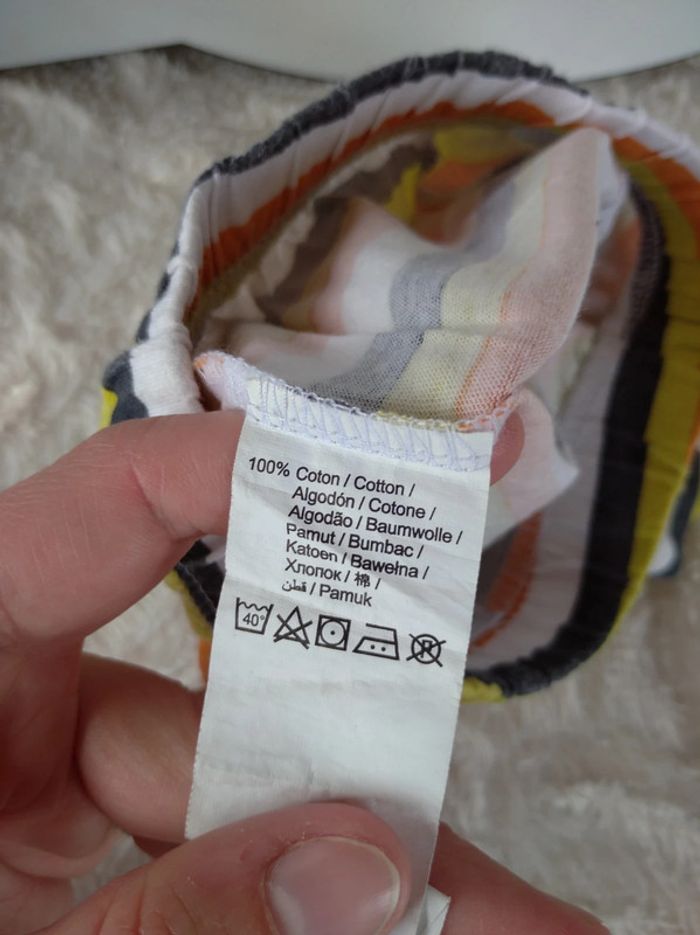 100% Coton / Cotton /
Algodón / Cotone /
Algodão / Baumwolle /
Pamut / Bumbac /
Katoen / Bawełna /
Хлопок / 棉 /
قطن / Pamuk
40° R